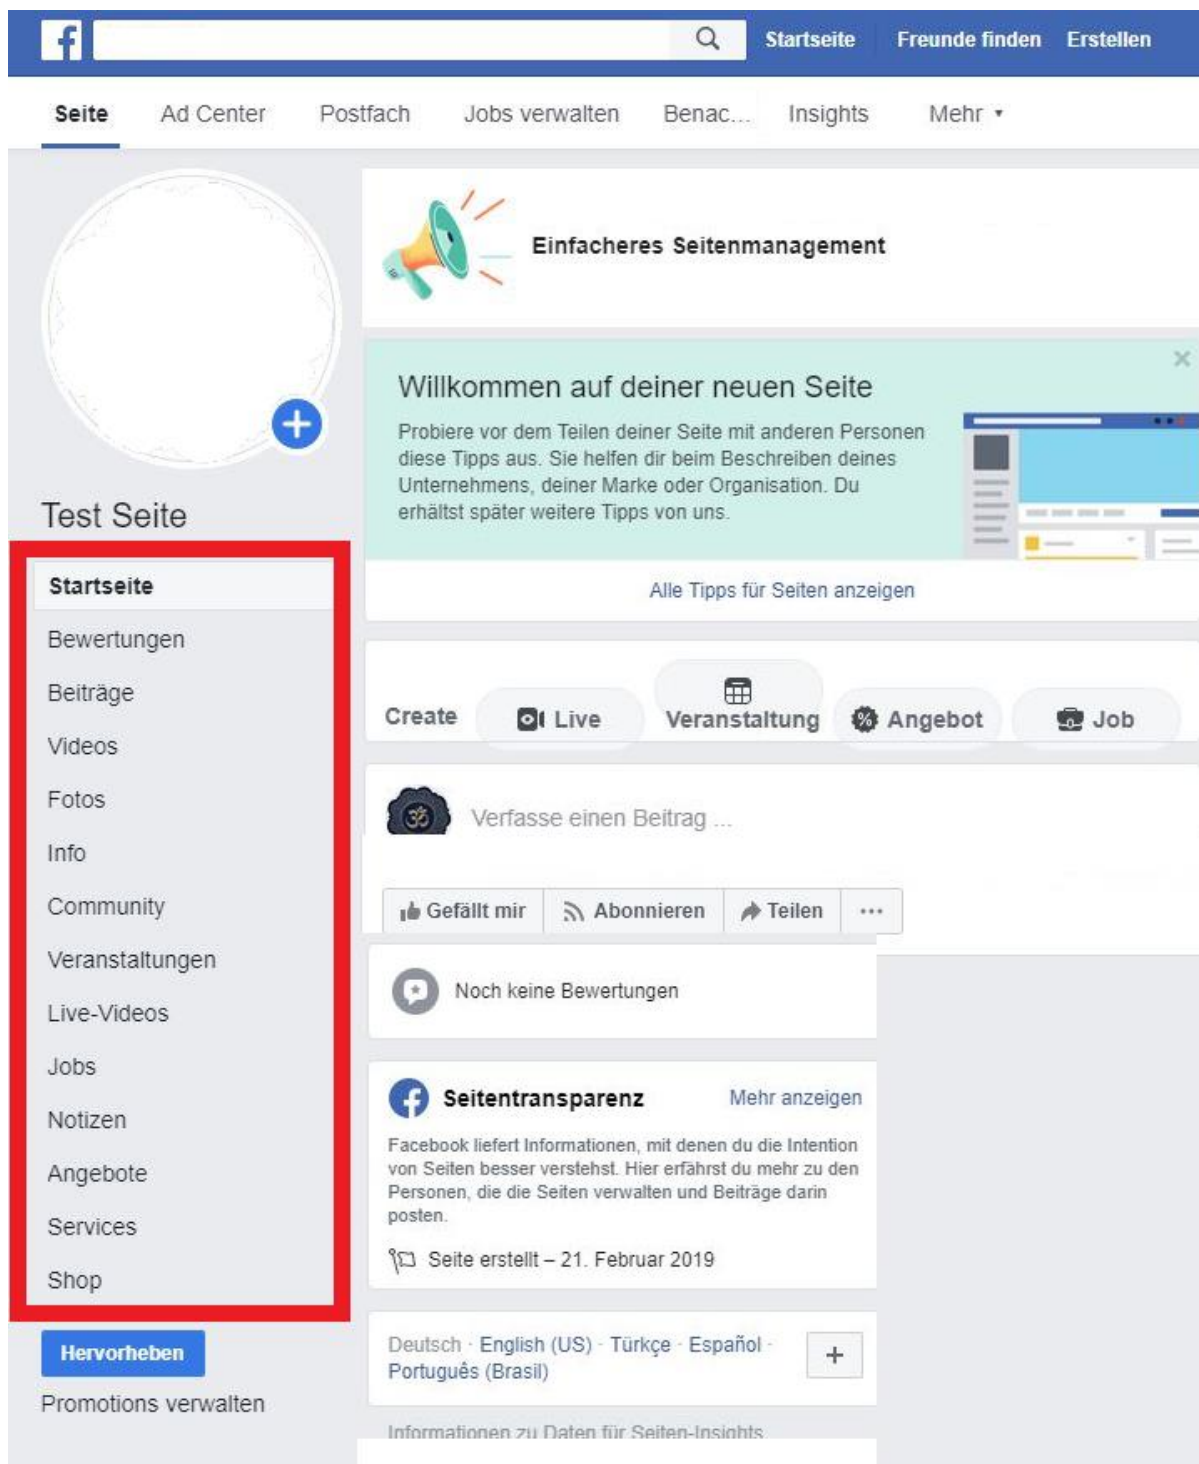 f
Startseite Freunde finden Erstellen
Seite Ad Center Postfach Jobs verwalten Benac... Insights Mehr
Einfacheres Seitenmanagement
Willkommen auf deiner neuen Seite
Probiere vor dem Teilen deiner Seite mit anderen Personen
diese Tipps aus. Sie helfen dir beim Beschreiben deines
Unternehmens, deiner Marke oder Organisation. Du
erhältst später weitere Tipps von uns.
Alle Tipps für Seiten anzeigen
Test Seite
Startseite
Bewertungen
Beiträge
Videos
Fotos
Info
Community
Veranstaltungen
Live-Videos
Jobs
Notizen
Angebote
Services
Shop
Hervorheben
Promotions verwalten
Create Live Veranstaltung Angebot Job
ॐ
Verfasse einen Beitrag ...
Gefällt mir Abonnieren Teilen ...
Noch keine Bewertungen
Seitentransparenz Mehr anzeigen
Facebook liefert Informationen, mit denen du die Intention
von Seiten besser verstehst. Hier erfährst du mehr zu den
Personen, die die Seiten verwalten und Beiträge darin
posten.
Seite erstellt – 21. Februar 2019
Deutsch · English (US) · Türkçe · Español ·
Português (Brasil)
Informationen zu Daten für Seiten-Insights